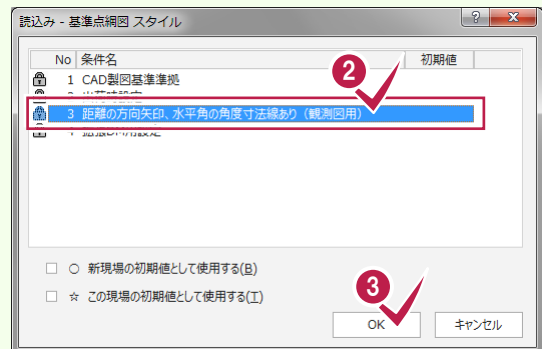 読込み - 基準点網図 スタイル
No 条件名 初期値
1 CAD製図基準準拠
2
3 距離の方向矢印、水平角の角度寸法線あり（観測図用）
4
2
○ 新現場の初期値として使用する(B)
☆ この現場の初期値として使用する(T)
3
OK キャンセル